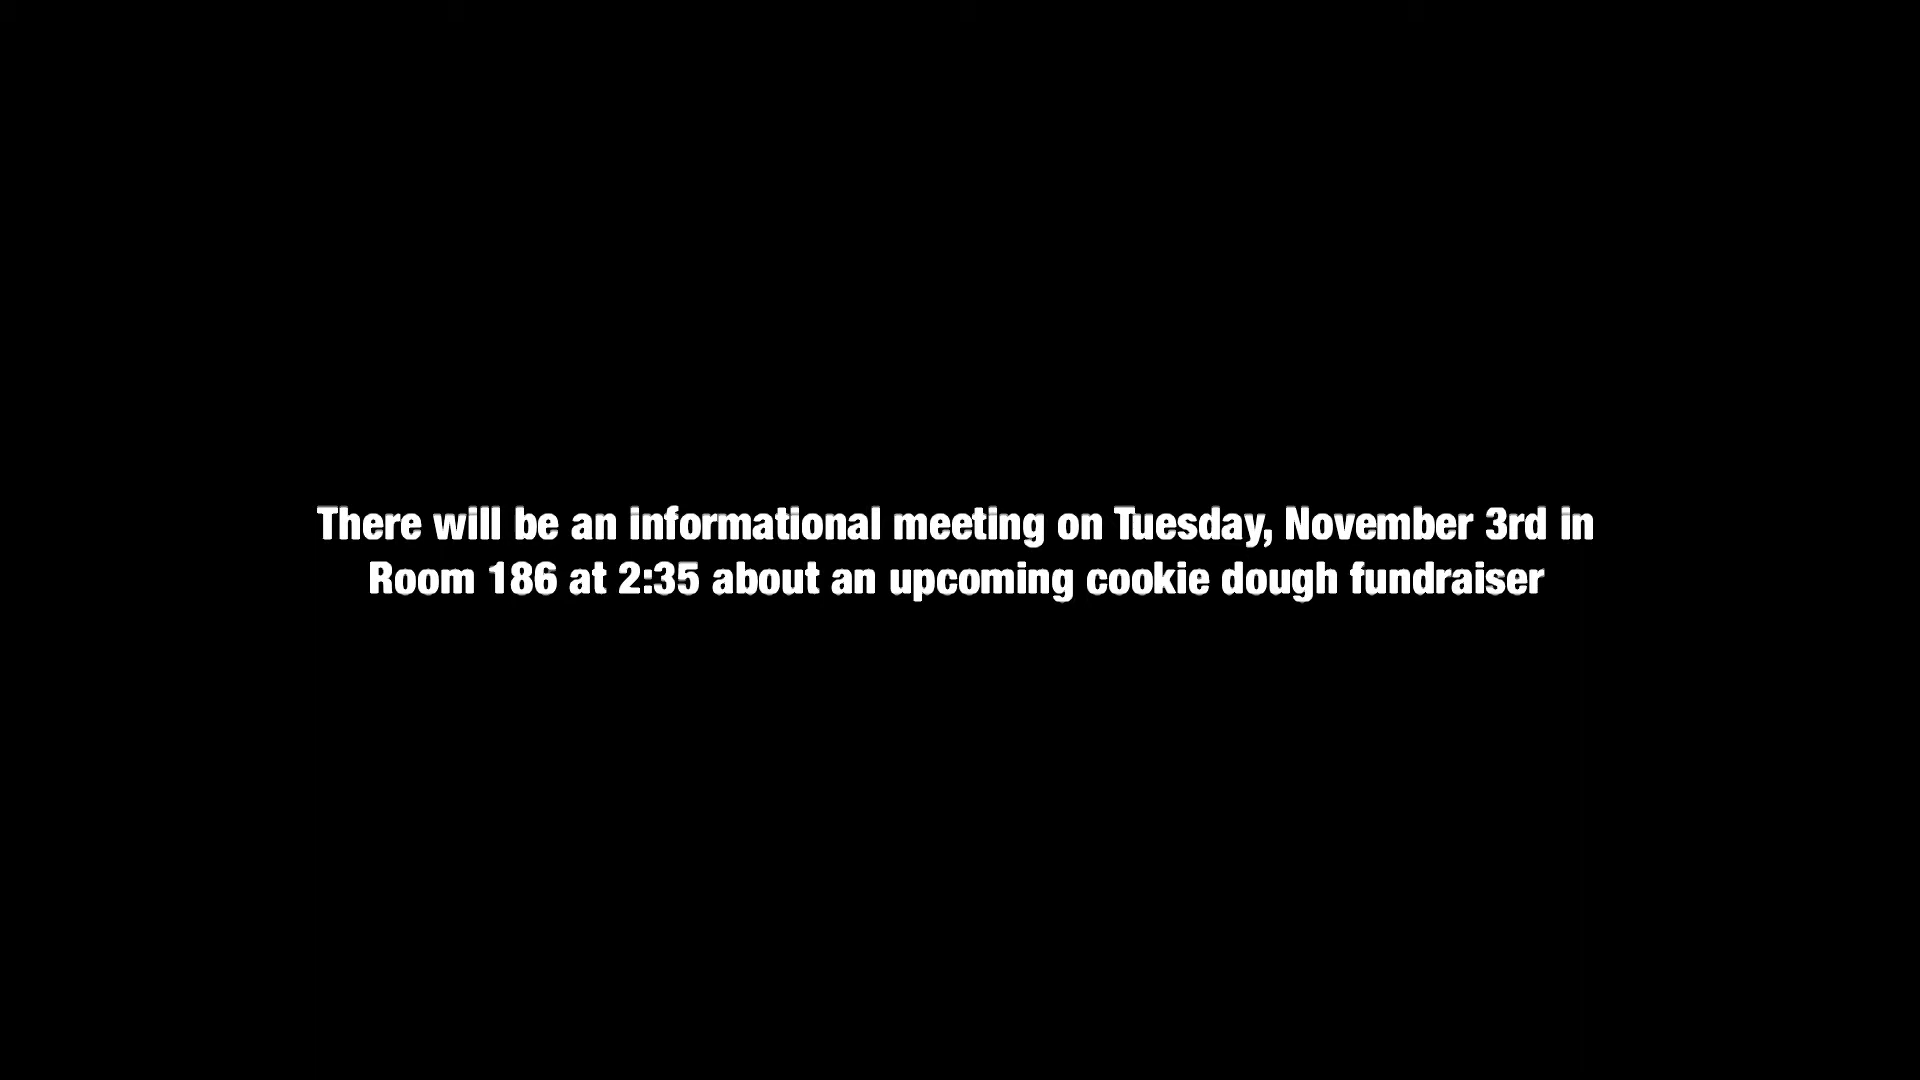 There will be an informational meeting on Tuesday, November 3rd in
Room 186 at 2:35 about an upcoming cookie dough fundraiser